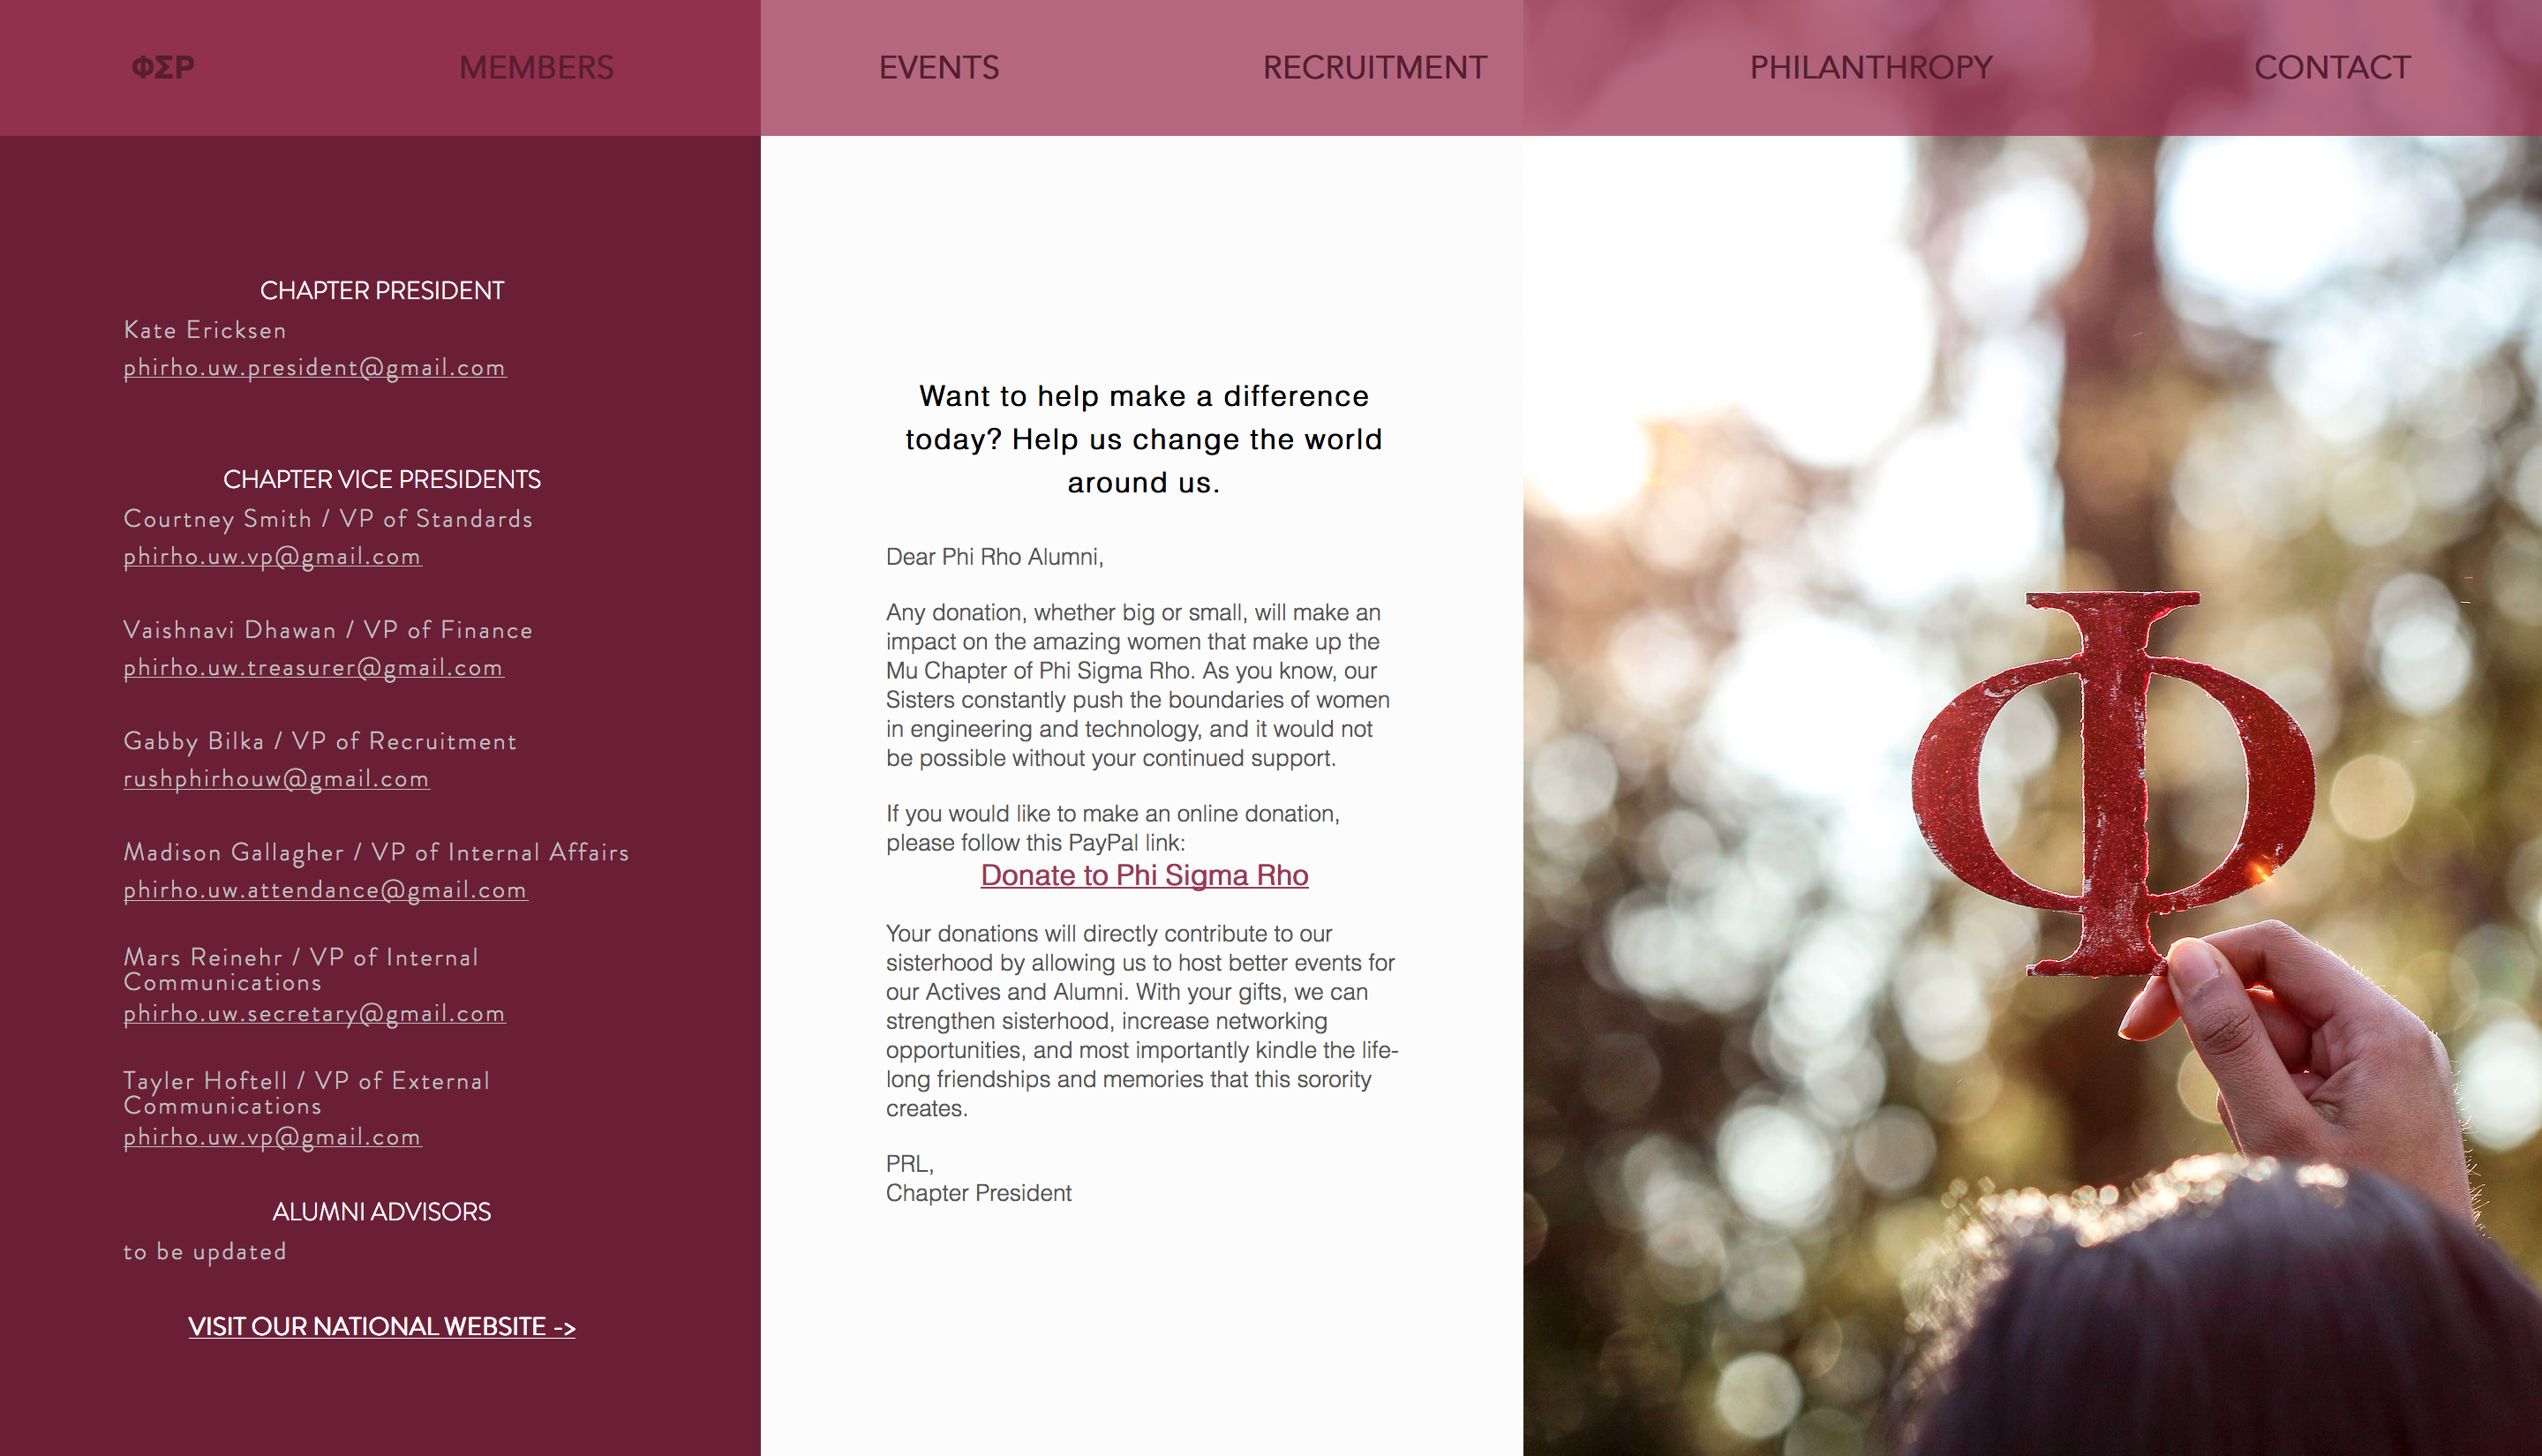 ΦΣΡ
MEMBERS
EVENTS
RECRUITMENT
PHILANTHROPY
CONTACT
CHAPTER PRESIDENT
Kate Ericksen
phirho.uw.president@gmail.com
CHAPTER VICE PRESIDENTS
Courtney Smith / VP of Standards
phirho.uw.vp@gmail.com
Vaishnavi Dhawan / VP of Finance
phirho.uw.treasurer@gmail.com
Gabby Bilka / VP of Recruitment
rushphirhouw@gmail.com
Madison Gallagher / VP of Internal Affairs
phirho.uw.attendance@gmail.com
Mars Reinehr / VP of Internal
Communications
phirho.uw.secretary@gmail.com
Tayler Hoftell / VP of External
Communications
phirho.uw.vp@gmail.com
ALUMNI ADVISORS
to be updated
VISIT OUR NATIONAL WEBSITE ->
Want to help make a difference
today? Help us change the world
around us.
Dear Phi Rho Alumni,
Any donation, whether big or small, will make an
impact on the amazing women that make up the
Mu Chapter of Phi Sigma Rho. As you know, our
Sisters constantly push the boundaries of women
in engineering and technology, and it would not
be possible without your continued support.
If you would like to make an online donation,
please follow this PayPal link:
Donate to Phi Sigma Rho
Your donations will directly contribute to our
sisterhood by allowing us to host better events for
our Actives and Alumni. With your gifts, we can
strengthen sisterhood, increase networking
opportunities, and most importantly kindle the life-
long friendships and memories that this sorority
creates.
PRL,
Chapter President
Φ